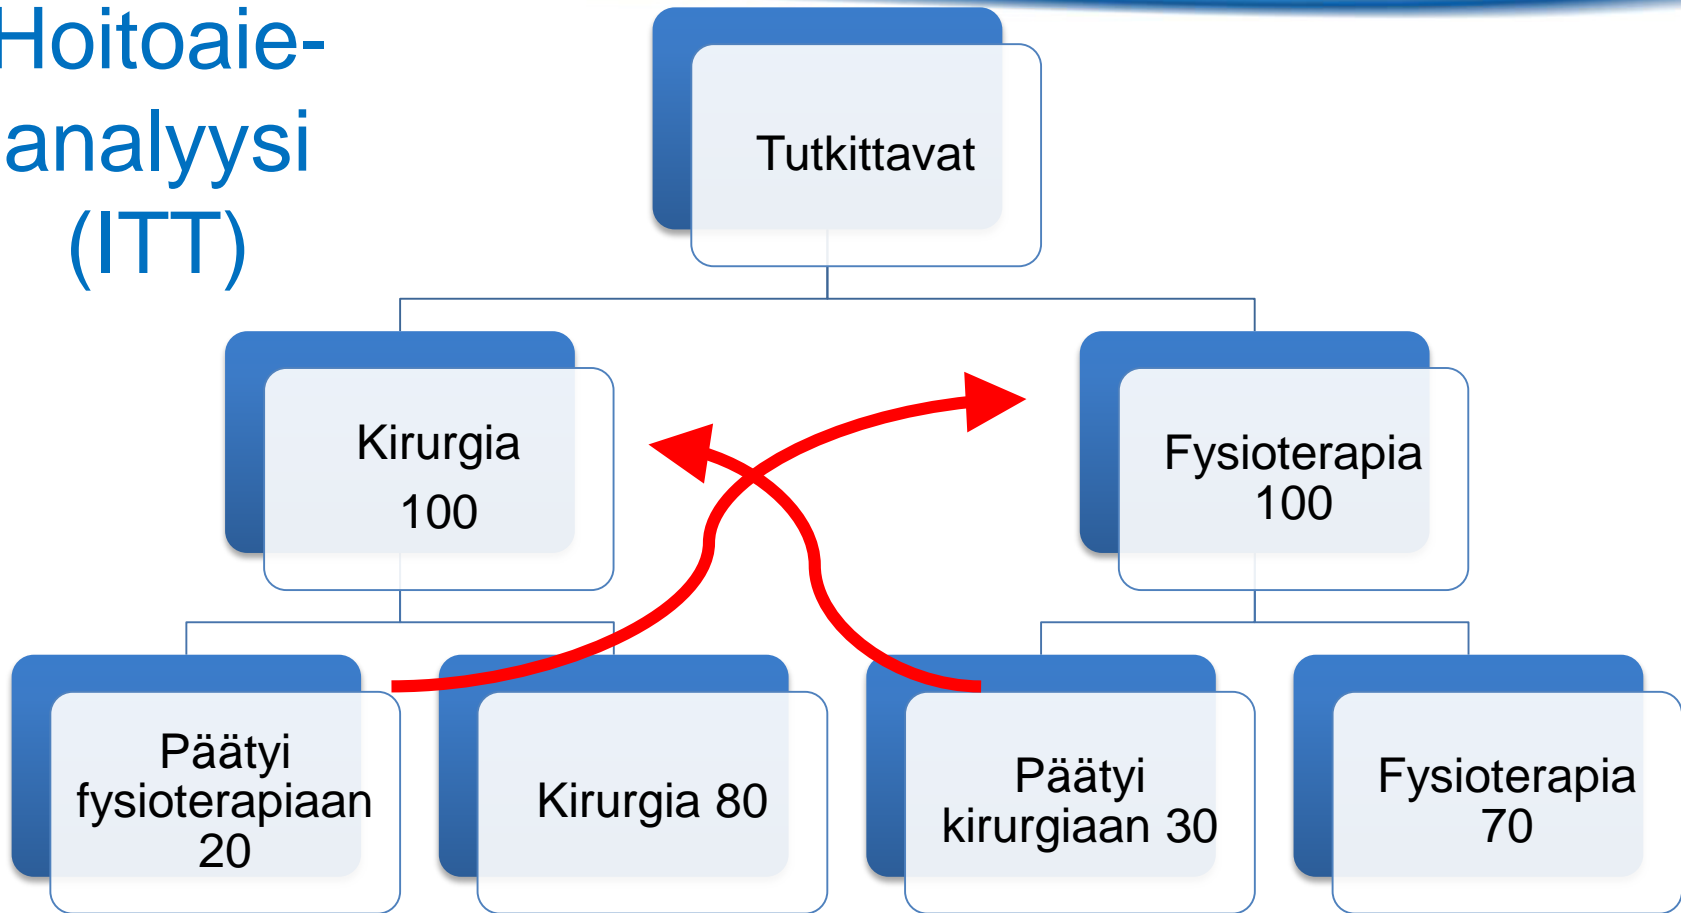 Hoitoaie-
analyysi
(ITT)
Tutkittavat
Kirurgia
100
Fysioterapia
100
Päätyi
fysioterapiaan
20
Kirurgia 80
Päätyi
kirurgiaan 30
Fysioterapia
70